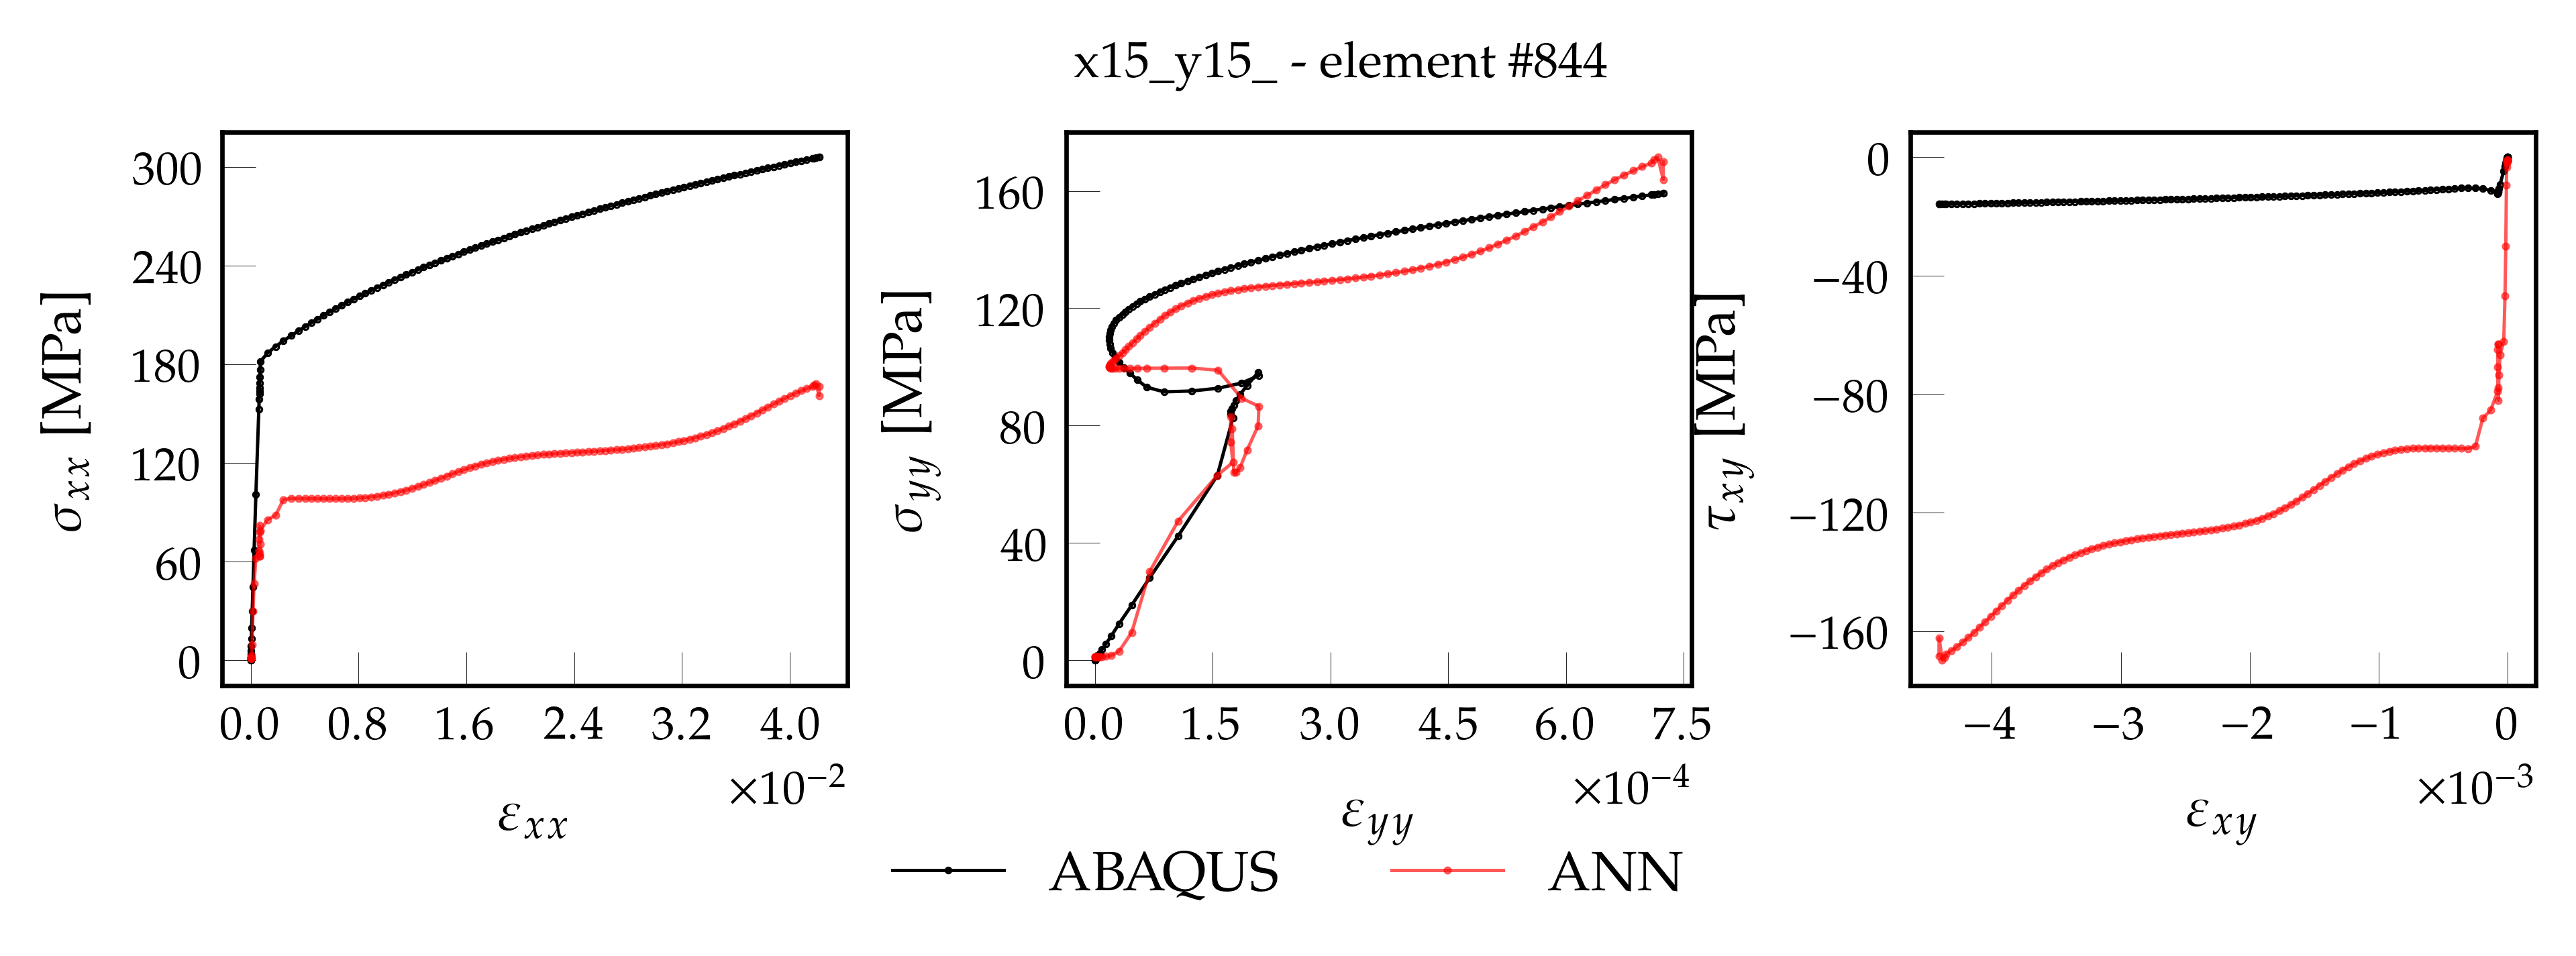 x15_y15_ - element #844
σxx [MPa]
300
240
180
120
60
0
0.0 0.8 1.6 2.4 3.2 4.0
×10⁻²
εxx
σyy [MPa]
160
120
80
40
0
0.0 1.5 3.0 4.5 6.0 7.5
×10⁻⁴
εyy
τxy [MPa]
0
−40
−80
−120
−160
−4 −3 −2 −1 0
×10⁻³
εxy
ABAQUS ANN